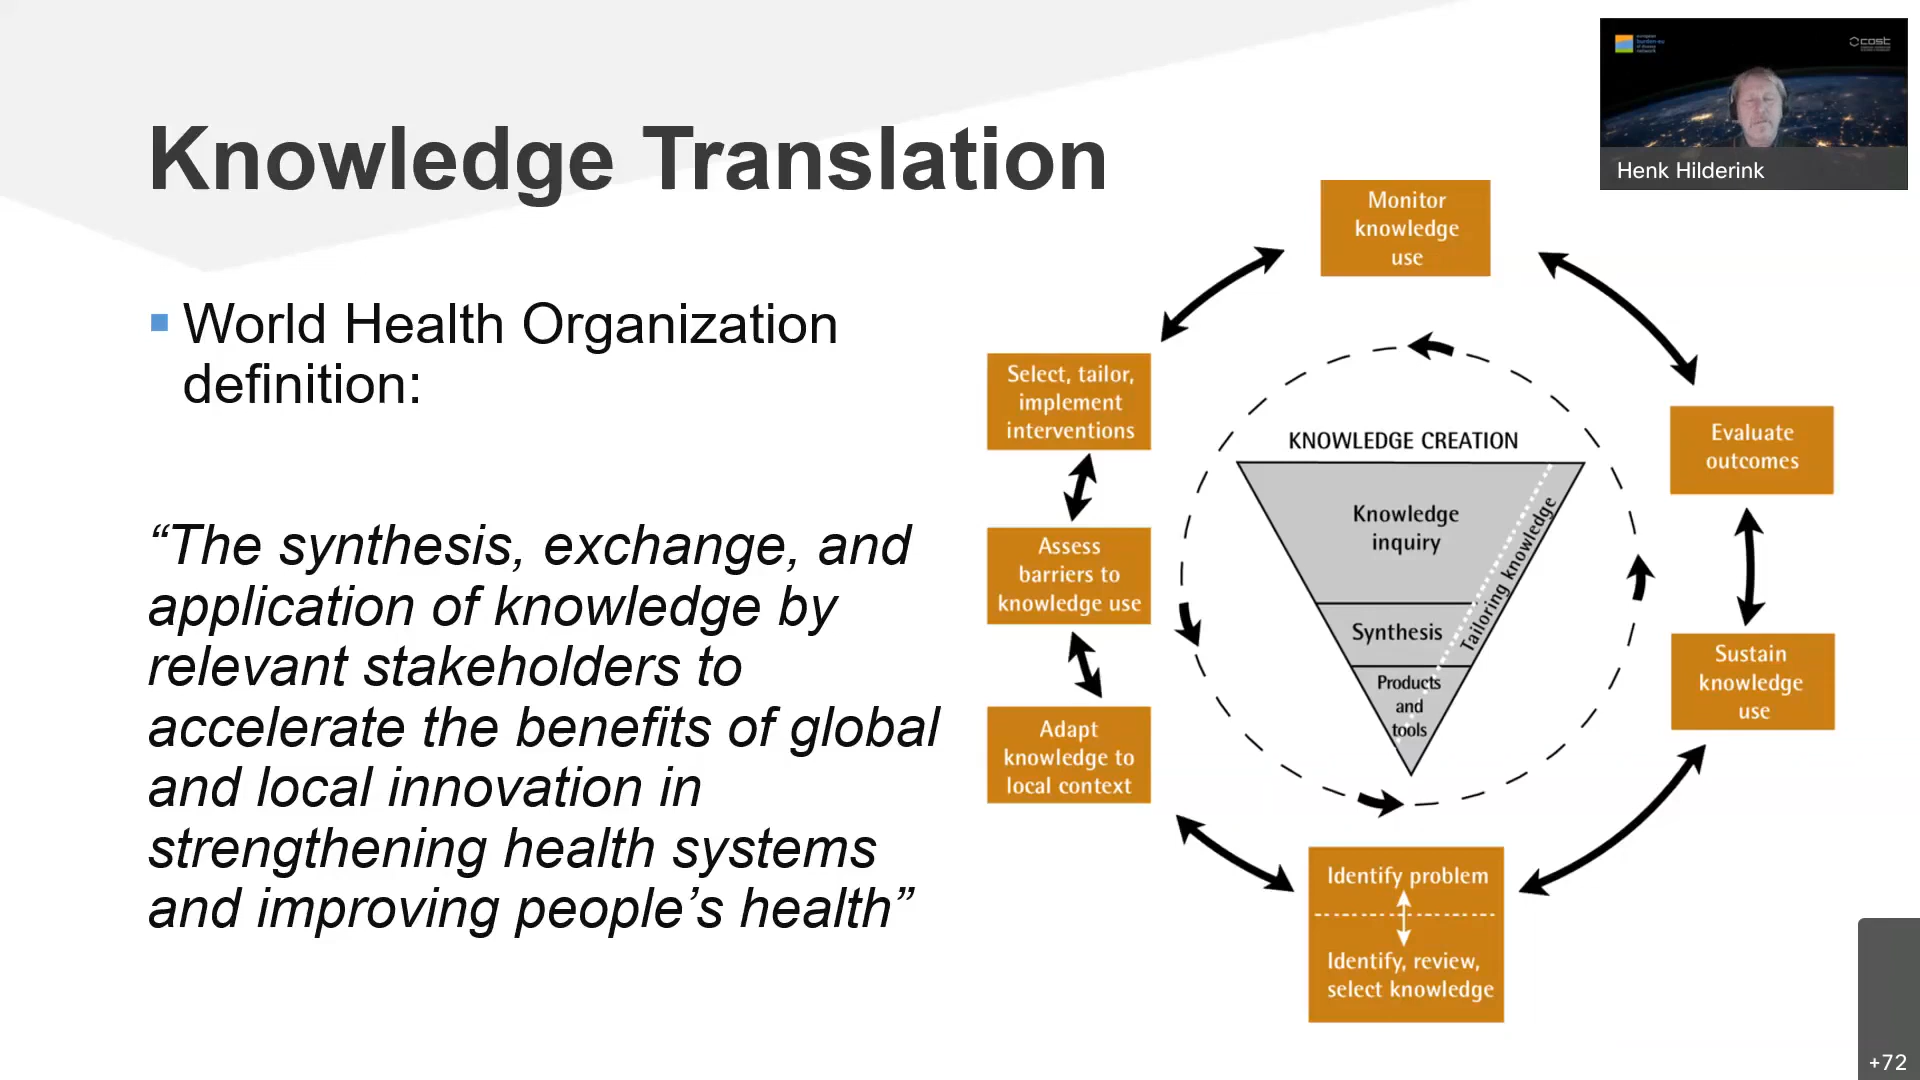 Knowledge Translation
World Health Organization
definition:
“The synthesis, exchange, and
application of knowledge by
relevant stakeholders to
accelerate the benefits of global
and local innovation in
strengthening health systems
and improving people’s health”
Monitor
knowledge
use
Select, tailor,
implement
interventions
Evaluate
outcomes
Assess
barriers to
knowledge use
Sustain
knowledge
use
Adapt
knowledge to
local context
Identify problem
Identify, review,
select knowledge
KNOWLEDGE CREATION
Knowledge
inquiry
Synthesis
Products
and
tools
Tailoring knowledge
cost
Henk Hilderink
+72